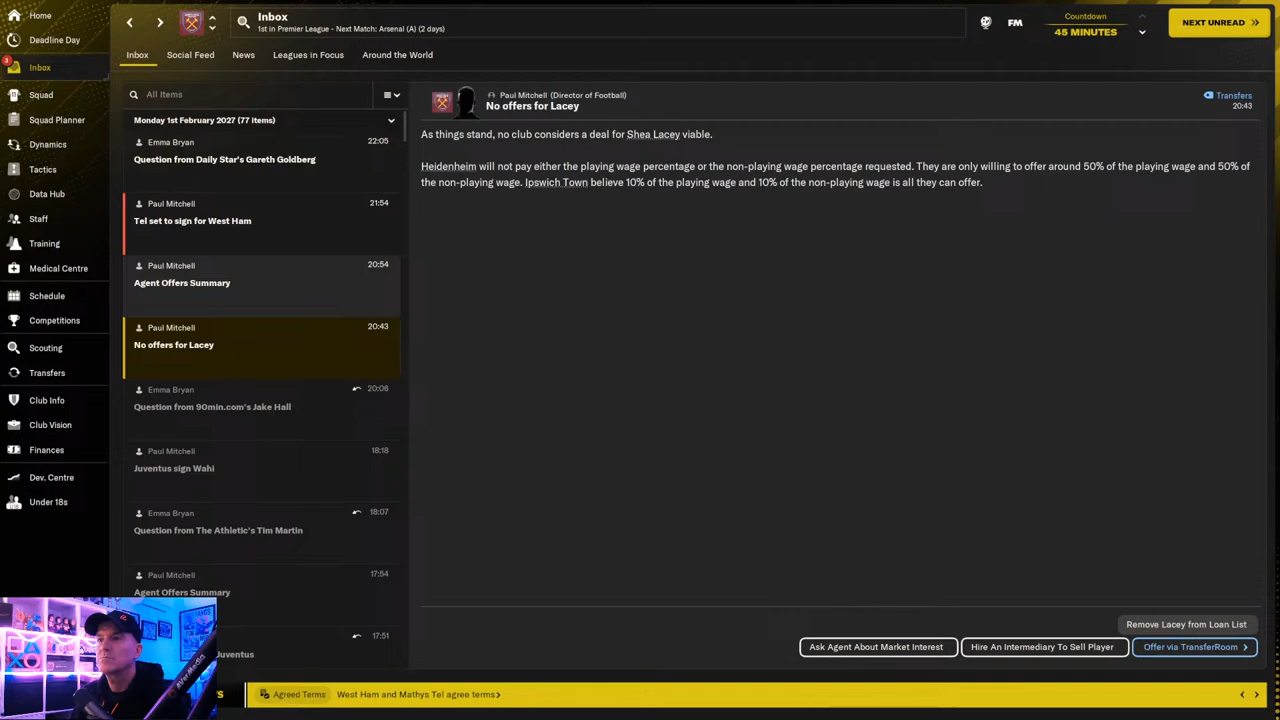 Home
Deadline Day
3
Inbox
Squad
Squad Planner
Dynamics
Tactics
Data Hub
Staff
Training
Medical Centre
Schedule
Competitions
Scouting
Transfers
Club Info
Club Vision
Finances
Dev. Centre
Under 18s
Inbox
1st in Premier League - Next Match: Arsenal (A) (2 days)
FM
Countdown
45 MINUTES
NEXT UNREAD
Inbox
Social Feed
News
Leagues in Focus
Around the World
All Items
Monday 1st February 2027 (77 items)
Emma Bryan
22:05
Question from Daily Star's Gareth Goldberg
Paul Mitchell
21:54
Tel set to sign for West Ham
Paul Mitchell
20:54
Agent Offers Summary
Paul Mitchell
20:43
No offers for Lacey
Emma Bryan
20:06
Question from 90min.com's Jake Hall
Paul Mitchell
18:18
Juventus sign Wahi
Emma Bryan
18:07
Question from The Athletic's Tim Martin
Paul Mitchell
17:54
Agent Offers Summary
17:51
Juventus
Paul Mitchell (Director of Football)
No offers for Lacey
Transfers
20:43
As things stand, no club considers a deal for Shea Lacey viable.
Heidenheim will not pay either the playing wage percentage or the non-playing wage percentage requested. They are only willing to offer around 50% of the playing wage and 50% of
the non-playing wage. Ipswich Town believe 10% of the playing wage and 10% of the non-playing wage is all they can offer.
Remove Lacey from Loan List
Ask Agent About Market Interest
Hire An Intermediary To Sell Player
Offer via TransferRoom
Agreed Terms
West Ham and Mathys Tel agree terms